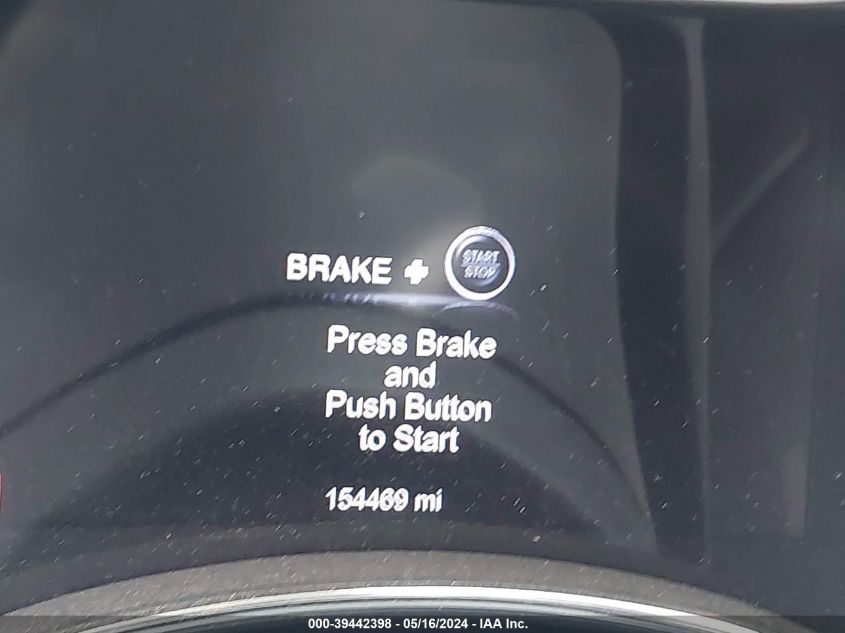 BRAKE + START
STOP
Press Brake
and
Push Button
to Start
154469 mi
000-39442398 - 05/16/2024 - IAA Inc.